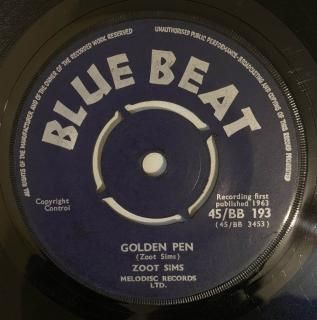 ALL RIGHTS OF THE MANUFACTURER AND OF THE OWNER OF THE RECORDED WORK RESERVED
UNAUTHORISED PUBLIC PERFORMANCE, BROADCASTING AND COPYING OF THIS RECORD PROHIBITED
BLUE BEAT
Copyright
Control
Recording first
published 1963
45/BB 193
(45/BB 3453)
GOLDEN PEN
(Zoot Sims)
ZOOT SIMS
MELODISC RECORDS
LTD.